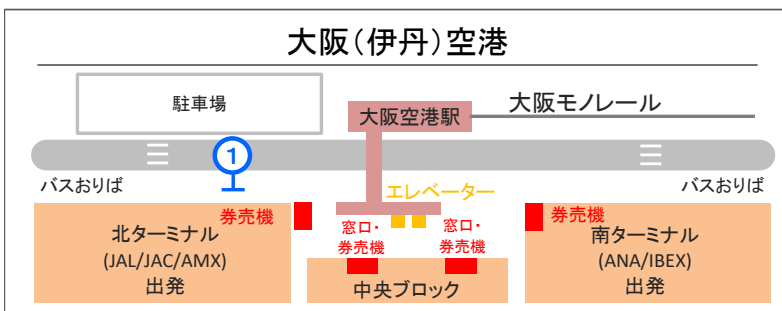 大阪（伊丹）空港
駐車場
大阪空港駅
大阪モノレール
1
バスおりば
エレベーター
バスおりば
券売機
窓口・
券売機
窓口・
券売機
券売機
北ターミナル
(JAL/JAC/AMX)
出発
中央ブロック
南ターミナル
(ANA/IBEX)
出発